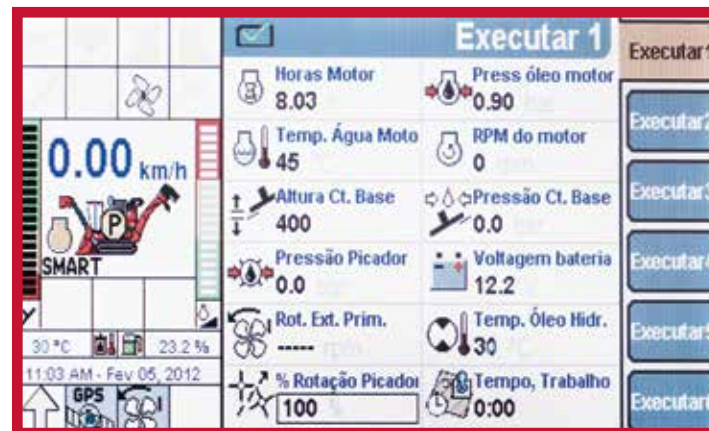 Executar 1
Executar1
Horas Motor
8.03
Press óleo motor
0.90
Executar2
Temp. Água Moto
45
RPM do motor
0
0.00 km/h
Executar3
Altura Ct. Base
400
Pressão Ct. Base
0.0
P
SMART
Executar4
Pressão Picador
0.0
Voltagem bateria
12.2
Executar5
Rot. Ext. Prim.
-----
Temp. Óleo Hidr.
30
30 °C
23.2 %
11:03 AM - Fev 05, 2012
GPS
% Rotação Picador
100
Tempo, Trabalho
0:00
Executar6